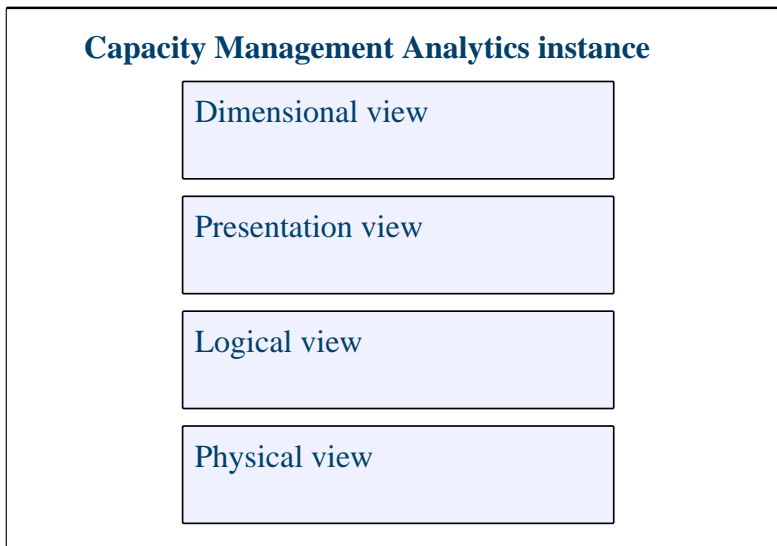 Capacity Management Analytics instance
Dimensional view
Presentation view
Logical view
Physical view